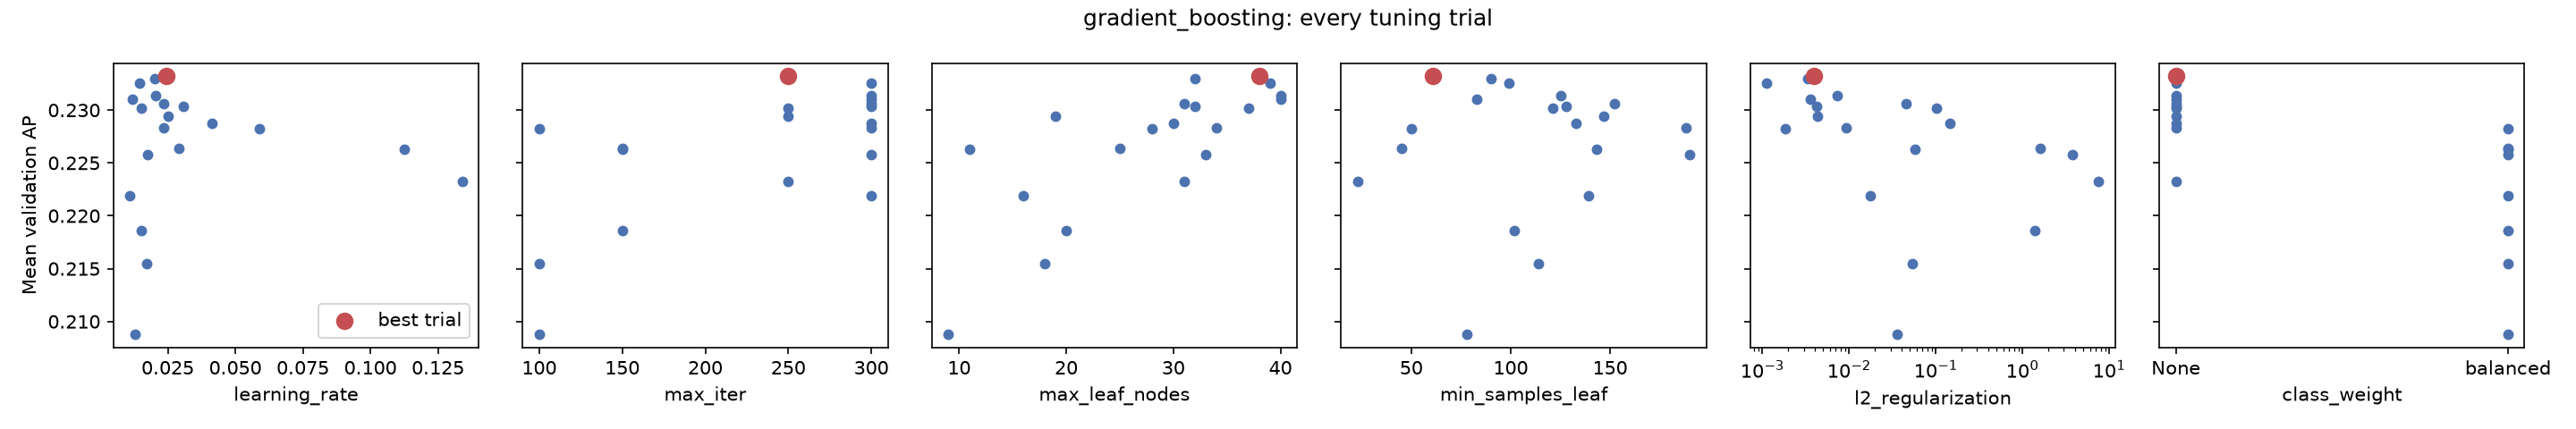 gradient_boosting: every tuning trial
Mean validation AP
0.230
0.225
0.220
0.215
0.210
best trial
0.025 0.050 0.075 0.100 0.125
learning_rate
100 150 200 250 300
max_iter
10 20 30 40
max_leaf_nodes
50 100 150
min_samples_leaf
10⁻³ 10⁻² 10⁻¹ 10⁰ 10¹
l2_regularization
None balanced
class_weight